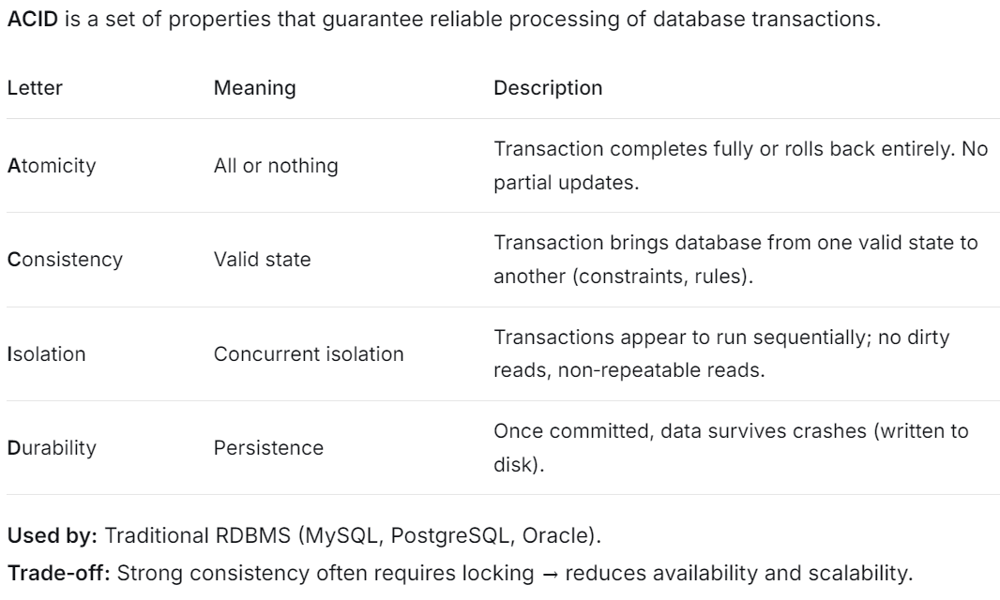 ACID is a set of properties that guarantee reliable processing of database transactions.
Letter Meaning Description
Atomicity All or nothing Transaction completes fully or rolls back entirely. No
partial updates.
Consistency Valid state Transaction brings database from one valid state to
another (constraints, rules).
Isolation Concurrent isolation Transactions appear to run sequentially; no dirty
reads, non-repeatable reads.
Durability Persistence Once committed, data survives crashes (written to
disk).
Used by: Traditional RDBMS (MySQL, PostgreSQL, Oracle).
Trade-off: Strong consistency often requires locking → reduces availability and scalability.